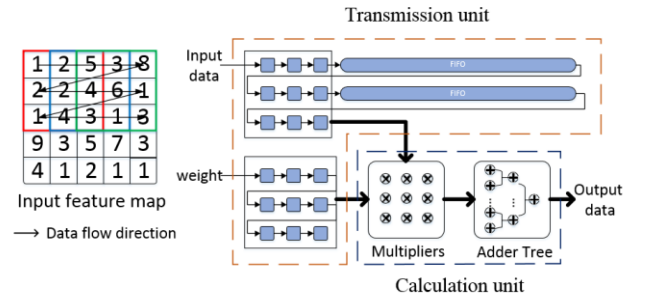 Transmission unit
Input
data
FIFO
FIFO
1 2 5 3 8
2 2 4 6 1
1 4 3 1 3
9 3 5 7 3
4 1 2 1 1
Input feature map
→ Data flow direction
weight
Multipliers
Adder Tree
Output
data
Calculation unit